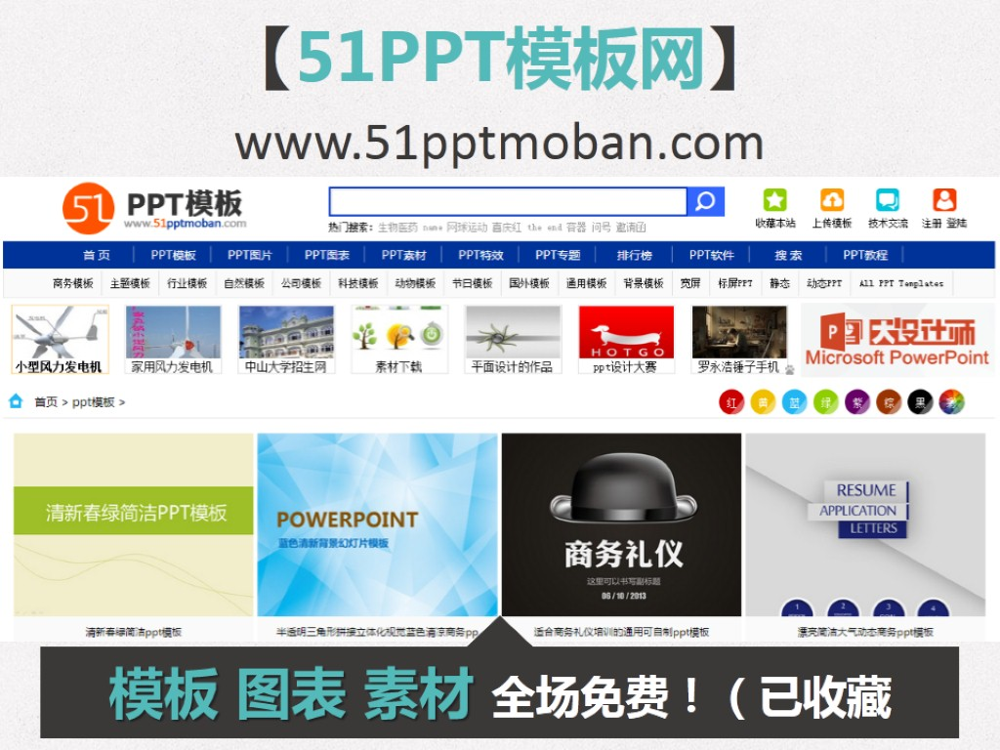 【51PPT模板网】
www.51pptmoban.com
51 PPT模板
www.51pptmoban.com
热门搜索： 生物医药 name 网球运动 喜庆红 the end 容器 问号 邀请函
收藏本站 上传模板 技术交流 注册 登陆
首 页 PPT模板 PPT图片 PPT图表 PPT素材 PPT特效 PPT专题 排行榜 PPT软件 搜 索 PPT教程
商务模板 主题模板 行业模板 自然模板 公司模板 科技模板 动物模板 节日模板 国外模板 通用模板 背景模板 宽屏 标屏PPT 静态 动态PPT All PPT Templates
HOTGO
P 大设计师
Microsoft PowerPoint
小型风力发电机 家用风力发电机 中山大学招生网 素材下载 平面设计的作品 ppt设计大赛 罗永浩锤子手机
首页 > ppt模板 >
红 黄 蓝 绿 紫 棕 黑
清新春绿简洁PPT模板
POWERPOINT
蓝色清新背景幻灯片模板
商务礼仪
这里可以书写副标题
06 / 10 / 2013
RESUME
APPLICATION
LETTERS
1 2 3 4
清新春绿简洁ppt模板 半透明三角形拼接立体化视觉蓝色清凉商务pp 适合商务礼仪培训的通用可自制ppt模板 漂亮简洁大气动态商务ppt模板
模板 图表 素材 全场免费！（已收藏